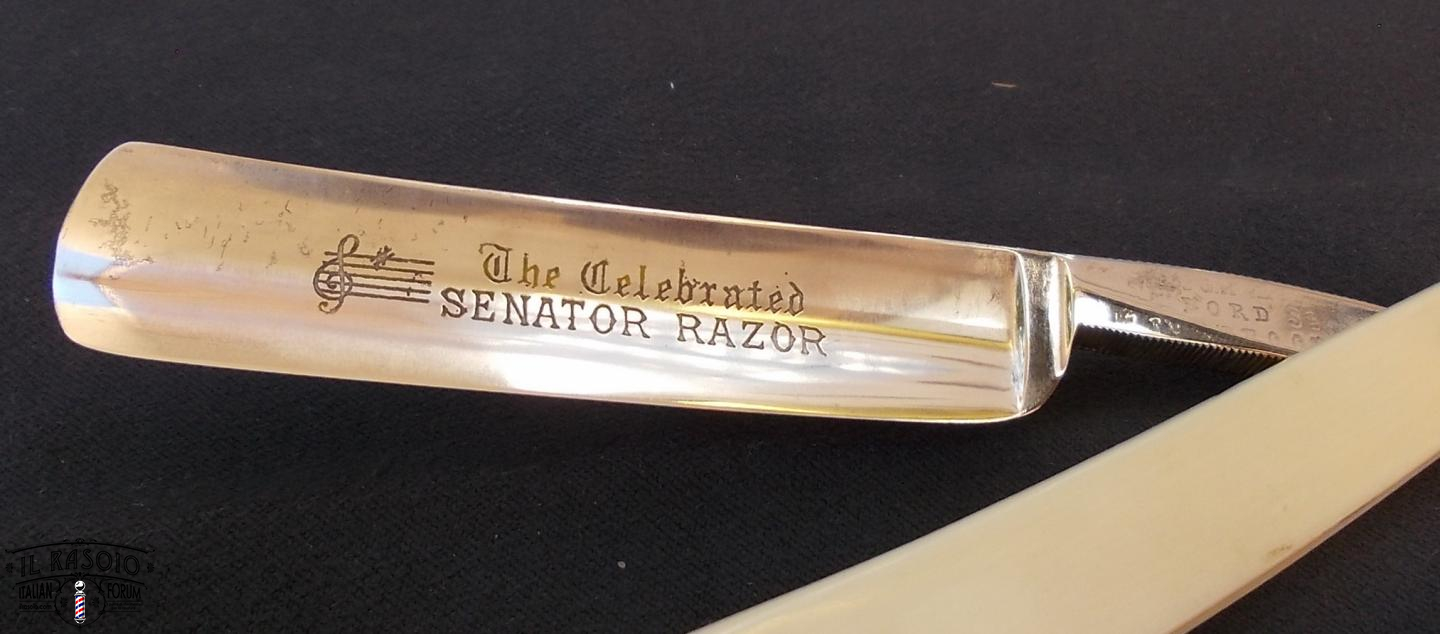 The Celebrated
SENATOR RAZOR
IL RASOIO
ITALIAN FORUM